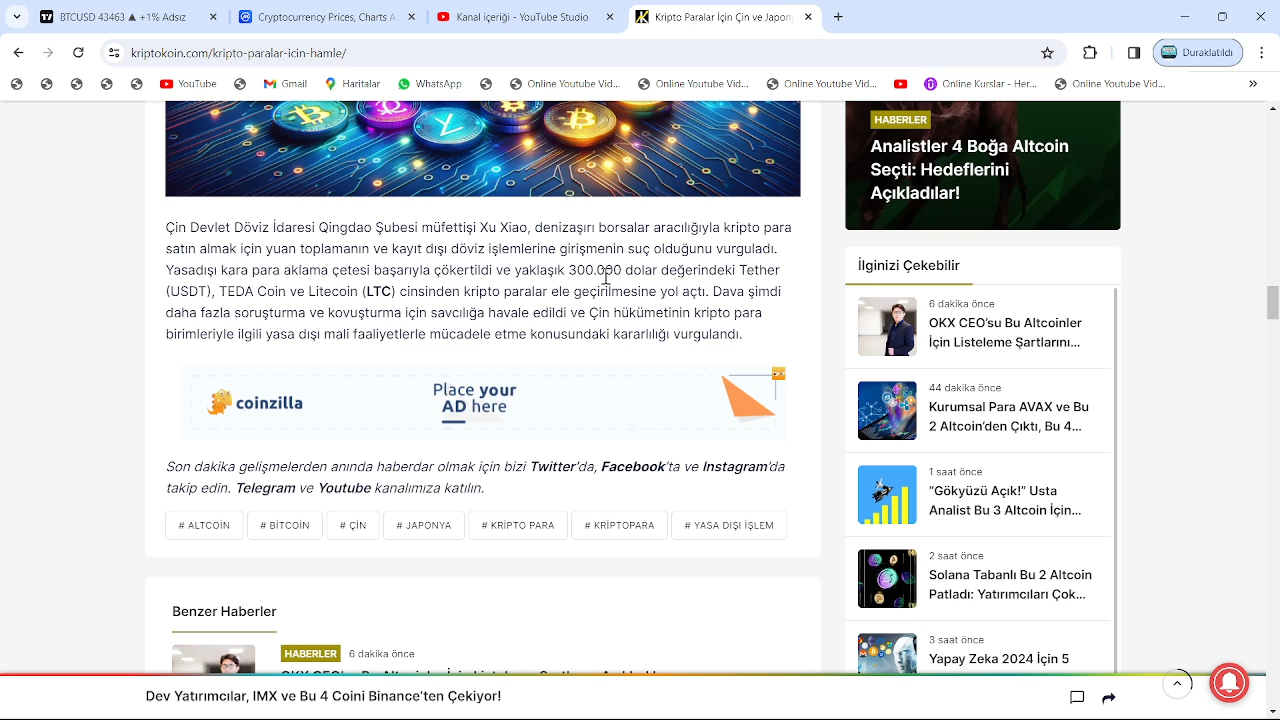 BTCUSD 43461 ▲ +1% Adsız
Cryptocurrency Prices, Charts A
Kanal içeriği - YouTube Studio
Kripto Paralar İçin Çin ve Japony
kriptokoin.com/kripto-paralar-icin-hamle/
Duraklatıldı
YouTube
Gmail
Haritalar
WhatsApp
Online Youtube Vid...
Online Youtube Vid...
Online Youtube Vid...
Online Kurslar - Her...
Online Youtube Vid...
Çin Devlet Döviz İdaresi Qingdao Şubesi müfettişi Xu Xiao, denizaşırı borsalar aracılığıyla kripto para
satın almak için yuan toplamanın ve kayıt dışı döviz işlemlerine girişmenin suç olduğunu vurguladı.
Yasadışı kara para aklama çetesi başarıyla çökertildi ve yaklaşık 300.000 dolar değerindeki Tether
(USDT), TEDA Coin ve Litecoin (LTC) cinsinden kripto paralar ele geçirilmesine yol açtı. Dava şimdi
daha fazla soruşturma ve kovuşturma için savcılığa havale edildi ve Çin hükümetinin kripto para
birimleriyle ilgili yasa dışı mali faaliyetlerle mücadele etme konusundaki kararlılığı vurgulandı.
coinzilla
Place your
AD here
Son dakika gelişmelerden anında haberdar olmak için bizi Twitter'da, Facebook'ta ve Instagram'da
takip edin. Telegram ve Youtube kanalımıza katılın.
# ALTCOİN
# BİTCOİN
# ÇİN
# JAPONYA
# KRİPTO PARA
# KRİPTOPARA
# YASA DIŞI İŞLEM
Benzer Haberler
HABERLER
6 dakika önce
HABERLER
Analistler 4 Boğa Altcoin
Seçti: Hedeflerini
Açıkladılar!
İlginizi Çekebilir
6 dakika önce
OKX CEO'su Bu Altcoinler
İçin Listeleme Şartlarını...
44 dakika önce
Kurumsal Para AVAX ve Bu
2 Altcoin'den Çıktı, Bu 4...
1 saat önce
"Gökyüzü Açık!" Usta
Analist Bu 3 Altcoin İçin...
2 saat önce
Solana Tabanlı Bu 2 Altcoin
Patladı: Yatırımcıları Çok...
3 saat önce
Yapay Zeka 2024 İçin 5
Dev Yatırımcılar, IMX ve Bu 4 Coini Binance'ten Çekiyor!